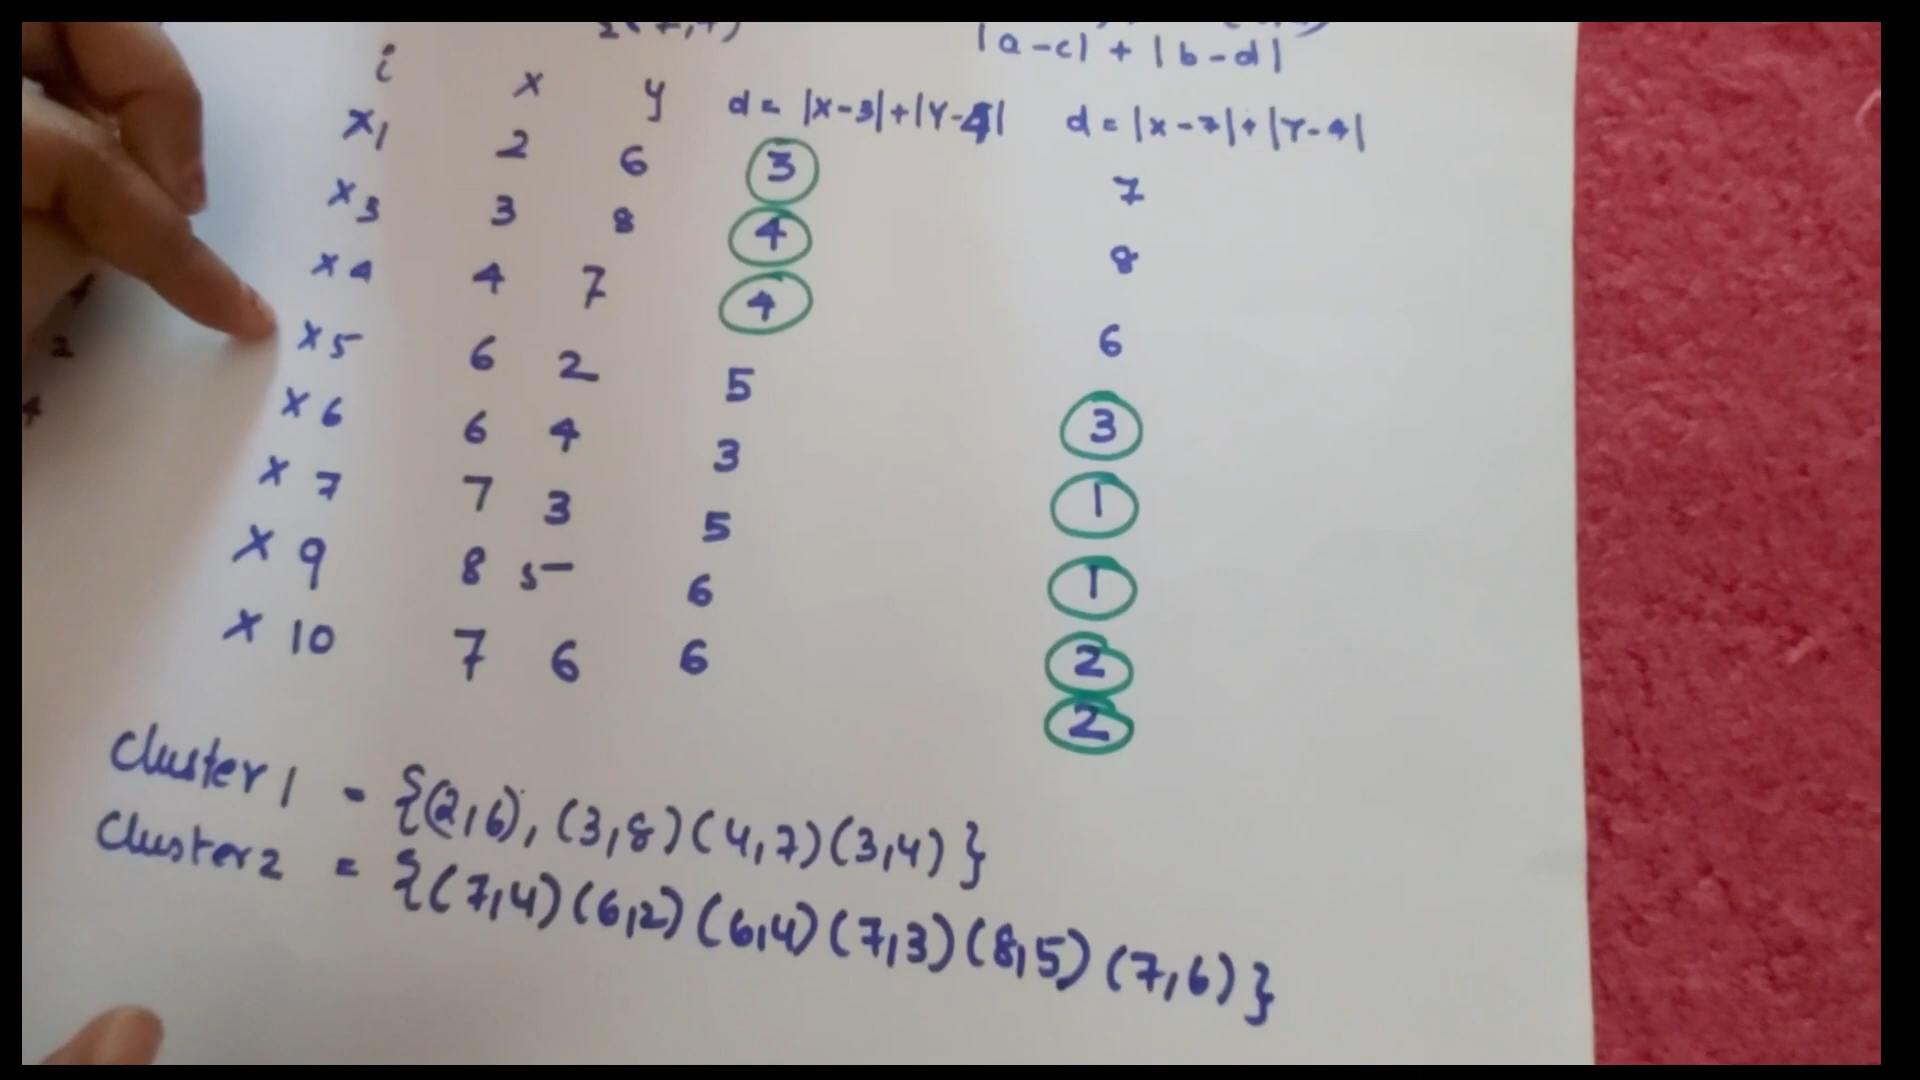 |a-c| + |b-d|
i x y d = |x-3|+|Y-4| d = |x-7|+|Y-4|
x1 2 6 3 7
x3 3 8 4 8
x4 4 7 4 6
x5 6 2 5 3
x6 6 4 3 1
x7 7 3 5 1
x9 8 5 6 2
x10 7 6 6 2
Cluster1 - {(2,6), (3,8) (4,7) (3,4)}
Cluster2 = {(7,4) (6,2) (6,4) (7,3) (8,5) (7,6)}